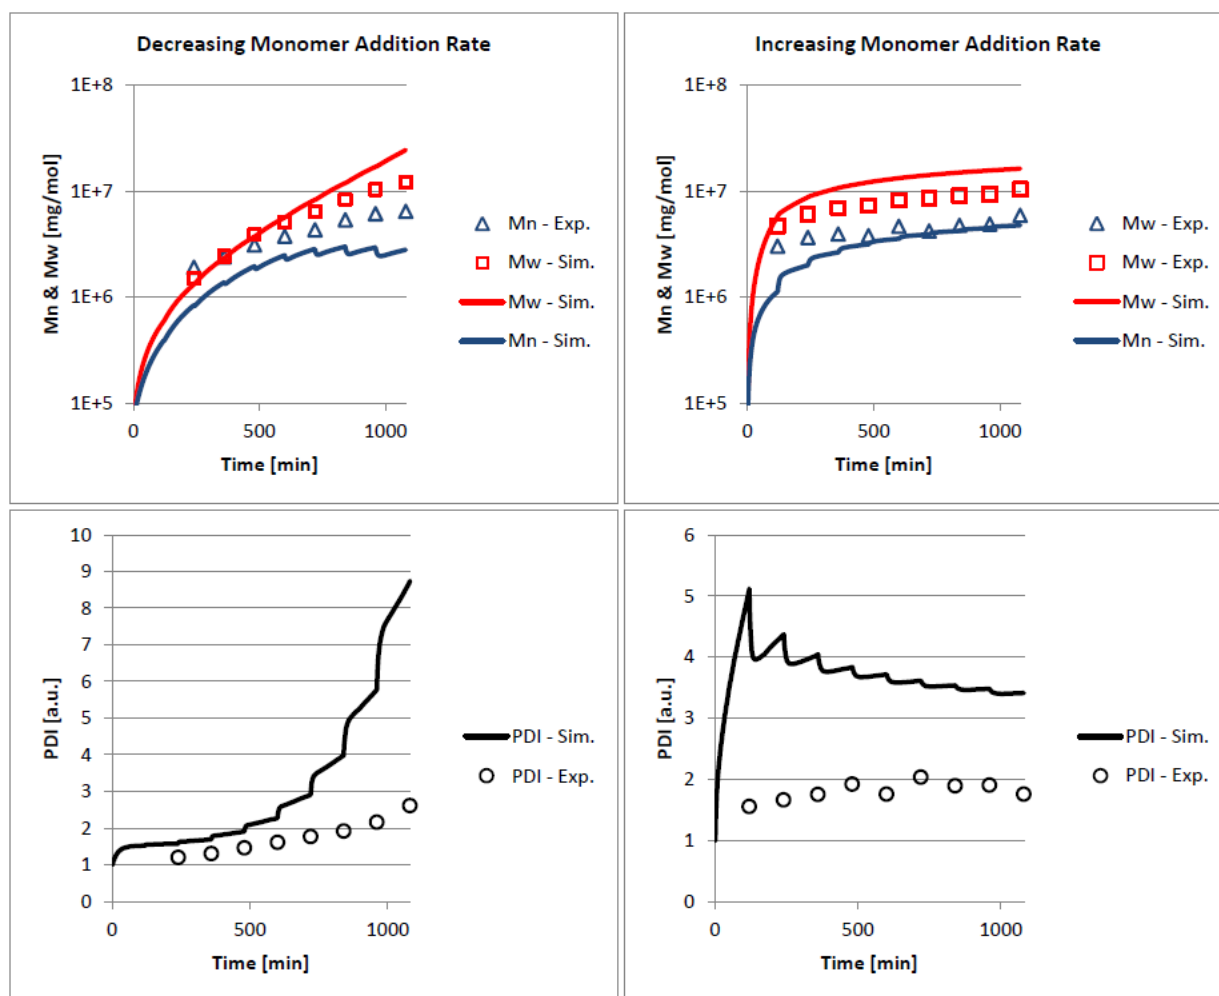 Decreasing Monomer Addition Rate
1E+8
1E+7
1E+6
1E+5
Mn & Mw [mg/mol]
0 500 1000
Time [min]
Mn - Exp.
Mw - Sim.
Mw - Sim.
Mn - Sim.
Increasing Monomer Addition Rate
1E+8
1E+7
1E+6
1E+5
Mn & Mw [mg/mol]
0 500 1000
Time [min]
Mn - Exp.
Mw - Exp.
Mw - Sim.
Mn - Sim.
10
9
8
7
6
5
4
3
2
1
0
PDI [a.u.]
0 500 1000
Time [min]
PDI - Sim.
PDI - Exp.
6
5
4
3
2
1
0
PDI [a.u.]
0 500 1000
Time [min]
PDI - Sim.
PDI - Exp.